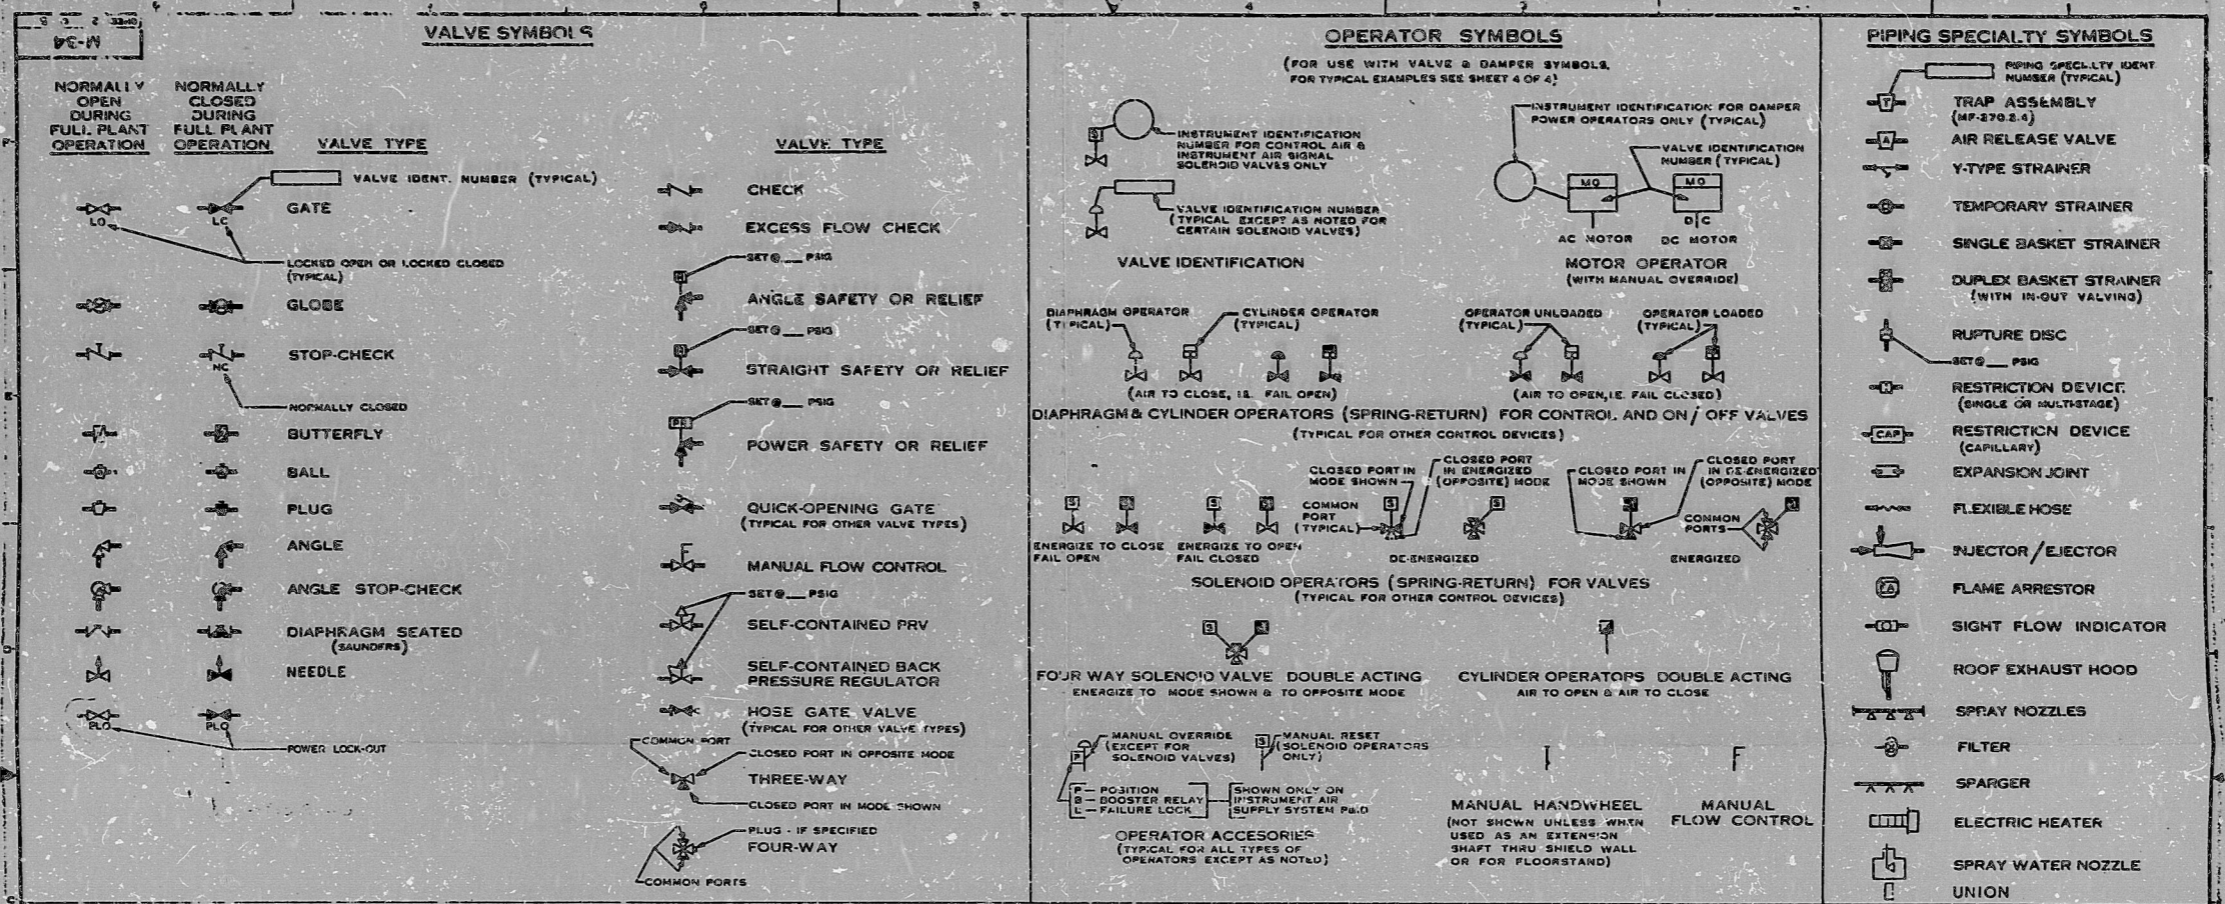 M-34
VALVE SYMBOLS
NORMALLY
OPEN
DURING
FULL PLANT
OPERATION
NORMALLY
CLOSED
DURING
FULL PLANT
OPERATION
VALVE TYPE
VALVE IDENT. NUMBER (TYPICAL)
GATE
LO
LC
LOCKED OPEN OR LOCKED CLOSED
(TYPICAL)
GLOBE
STOP-CHECK
NC
NORMALLY CLOSED
BUTTERFLY
BALL
PLUG
ANGLE
ANGLE STOP-CHECK
DIAPHRAGM SEATED
(SAUNDERS)
NEEDLE
PLO
PLO
POWER LOCK-OUT
VALVE TYPE
CHECK
EXCESS FLOW CHECK
SET@___ PSIG
ANGLE SAFETY OR RELIEF
SET@___ PSIG
STRAIGHT SAFETY OR RELIEF
SET@___ PSIG
POWER SAFETY OR RELIEF
QUICK-OPENING GATE
(TYPICAL FOR OTHER VALVE TYPES)
F
MANUAL FLOW CONTROL
SET@___ PSIG
SELF-CONTAINED PRV
SELF-CONTAINED BACK
PRESSURE REGULATOR
HOSE GATE VALVE
(TYPICAL FOR OTHER VALVE TYPES)
COMMON PORT
CLOSED PORT IN OPPOSITE MODE
THREE-WAY
CLOSED PORT IN MODE SHOWN
PLUG - IF SPECIFIED
FOUR-WAY
COMMON PORTS
OPERATOR SYMBOLS
(FOR USE WITH VALVE & DAMPER SYMBOLS.
FOR TYPICAL EXAMPLES SEE SHEET 4 OF 4)
S
INSTRUMENT IDENTIFICATION
NUMBER FOR CONTROL AIR &
INSTRUMENT AIR SIGNAL
SOLENOID VALVES ONLY
VALVE IDENTIFICATION NUMBER
(TYPICAL EXCEPT AS NOTED FOR
CERTAIN SOLENOID VALVES)
VALVE IDENTIFICATION
INSTRUMENT IDENTIFICATION FOR DAMPER
POWER OPERATORS ONLY (TYPICAL)
VALVE IDENTIFICATION
NUMBER (TYPICAL)
MO
MO
D|C
AC MOTOR
DC MOTOR
MOTOR OPERATOR
(WITH MANUAL OVERRIDE)
DIAPHRAGM OPERATOR
(TYPICAL)
CYLINDER OPERATOR
(TYPICAL)
OPERATOR UNLOADED
(TYPICAL)
OPERATOR LOADED
(TYPICAL)
(AIR TO CLOSE, I.E. FAIL OPEN)
(AIR TO OPEN, I.E. FAIL CLOSED)
DIAPHRAGM & CYLINDER OPERATORS (SPRING-RETURN) FOR CONTROL AND ON / OFF VALVES
(TYPICAL FOR OTHER CONTROL DEVICES)
S
S
S
S
ENERGIZE TO CLOSE
FAIL OPEN
ENERGIZE TO OPEN
FAIL CLOSED
CLOSED PORT IN
MODE SHOWN
CLOSED PORT
IN ENERGIZED
(OPPOSITE) MODE
COMMON
PORT
(TYPICAL)
S
S
DE-ENERGIZED
CLOSED PORT IN
MODE SHOWN
CLOSED PORT
IN DE-ENERGIZED
(OPPOSITE) MODE
COMMON
PORTS
ENERGIZED
SOLENOID OPERATORS (SPRING-RETURN) FOR VALVES
(TYPICAL FOR OTHER CONTROL DEVICES)
S
FOUR WAY SOLENOID VALVE DOUBLE ACTING
ENERGIZE TO MODE SHOWN & TO OPPOSITE MODE
CYLINDER OPERATORS DOUBLE ACTING
AIR TO OPEN & AIR TO CLOSE
MANUAL OVERRIDE
(EXCEPT FOR
SOLENOID VALVES)
P
S
MANUAL RESET
(SOLENOID OPERATORS
ONLY)
P — POSITION
B — BOOSTER RELAY
L — FAILURE LOCK
SHOWN ONLY ON
INSTRUMENT AIR
SUPPLY SYSTEM P&ID
OPERATOR ACCESORIES
(TYPICAL FOR ALL TYPES OF
OPERATORS EXCEPT AS NOTED)
MANUAL HANDWHEEL
(NOT SHOWN UNLESS WHEN
USED AS AN EXTENSION
SHAFT THRU SHIELD WALL
OR FOR FLOORSTAND)
F
MANUAL
FLOW CONTROL
PIPING SPECIALTY SYMBOLS
PIPING SPECIALTY IDENT
NUMBER (TYPICAL)
T
TRAP ASSEMBLY
(MF-270.2.4)
A
AIR RELEASE VALVE
Y-TYPE STRAINER
TEMPORARY STRAINER
SINGLE BASKET STRAINER
DUPLEX BASKET STRAINER
(WITH IN-OUT VALVING)
RUPTURE DISC
SET@___ PSIG
RESTRICTION DEVICE
(SINGLE OR MULTI-STAGE)
CAP
RESTRICTION DEVICE
(CAPILLARY)
EXPANSION JOINT
FLEXIBLE HOSE
INJECTOR / EJECTOR
FLAME ARRESTOR
SIGHT FLOW INDICATOR
ROOF EXHAUST HOOD
SPRAY NOZZLES
FILTER
SPARGER
ELECTRIC HEATER
SPRAY WATER NOZZLE
UNION